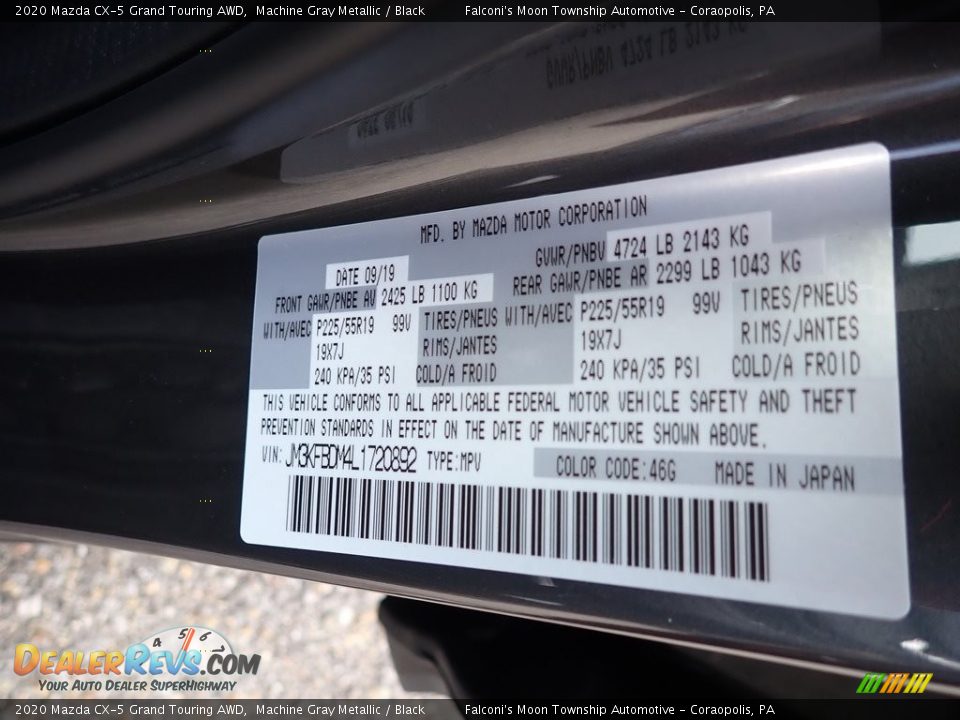 2020 Mazda CX-5 Grand Touring AWD, Machine Gray Metallic / Black Falconi's Moon Township Automotive - Coraopolis, PA
MFD. BY MAZDA MOTOR CORPORATION
DATE 09/19 GVWR/PNBV 4724 LB 2143 KG
FRONT GAWR/PNBE AV 2425 LB 1100 KG REAR GAWR/PNBE AR 2299 LB 1043 KG
WITH/AVEC P225/55R19 99V TIRES/PNEUS WITH/AVEC P225/55R19 99V TIRES/PNEUS
19X7J RIMS/JANTES 19X7J RIMS/JANTES
240 KPA/35 PSI COLD/A FROID 240 KPA/35 PSI COLD/A FROID
THIS VEHICLE CONFORMS TO ALL APPLICABLE FEDERAL MOTOR VEHICLE SAFETY AND THEFT
PREVENTION STANDARDS IN EFFECT ON THE DATE OF MANUFACTURE SHOWN ABOVE.
VIN: JM3KFBDM4L1720892 TYPE:MPV COLOR CODE:46G MADE IN JAPAN
4 5 6
DEALERREVS.COM
YOUR AUTO DEALER SUPERHIGHWAY
2020 Mazda CX-5 Grand Touring AWD, Machine Gray Metallic / Black Falconi's Moon Township Automotive - Coraopolis, PA